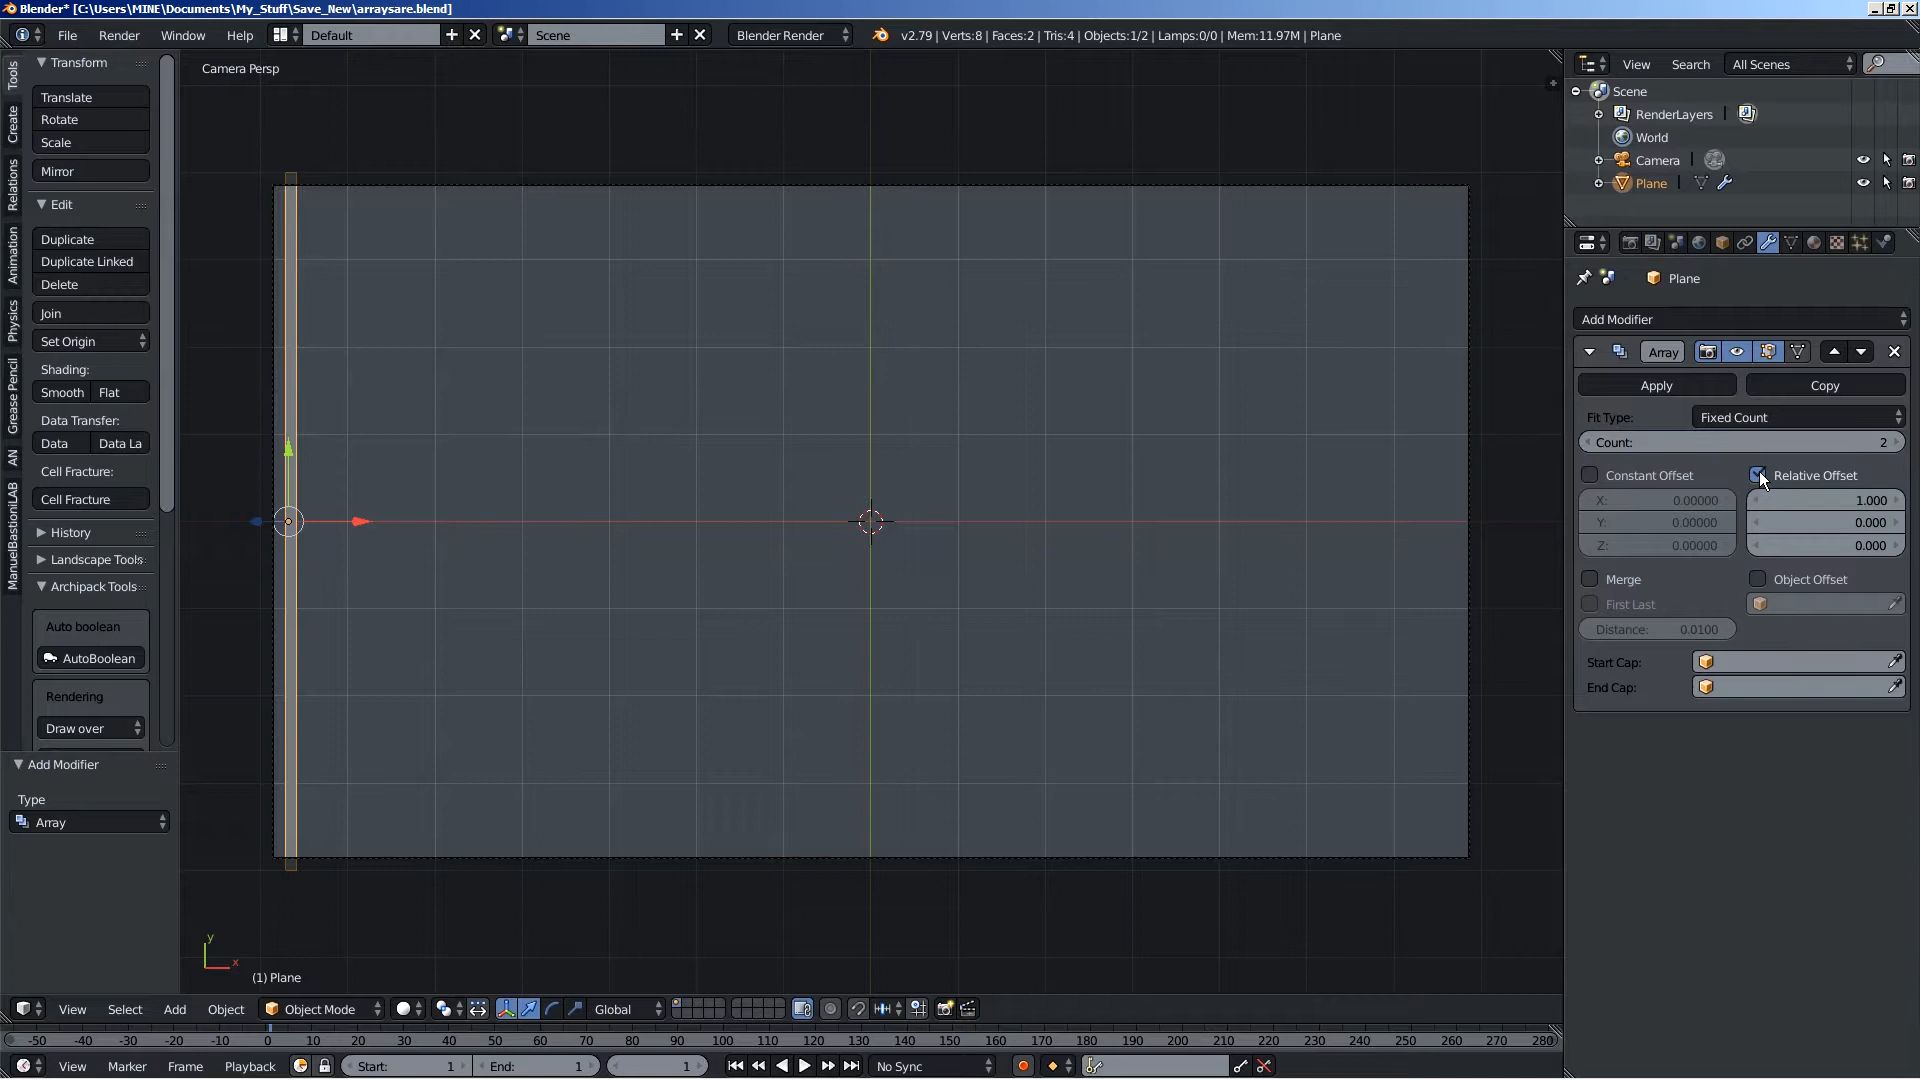 Blender* [C:\Users\MINE\Documents\My_Stuff\Save_New\arraysare.blend]
File Render Window Help Default Scene Blender Render v2.79 | Verts:8 | Faces:2 | Tris:4 | Objects:1/2 | Lamps:0/0 | Mem:11.97M | Plane
Tools
Create
Relations
Animation
Physics
Grease Pencil
AN
ManuelBastioniLAB
Transform
Translate
Rotate
Scale
Mirror
Edit
Duplicate
Duplicate Linked
Delete
Join
Set Origin
Shading:
Smooth Flat
Data Transfer:
Data Data La
Cell Fracture:
Cell Fracture
History
Landscape Tools
Archipack Tools
Auto boolean
AutoBoolean
Rendering
Draw over
Add Modifier
Type
Array
Camera Persp
y
x
(1) Plane
View Search All Scenes
Scene
RenderLayers
World
Camera
Plane
Plane
Add Modifier
Array
Apply Copy
Fit Type: Fixed Count
Count: 2
Constant Offset Relative Offset
X: 0.00000 1.000
Y: 0.00000 0.000
Z: 0.00000 0.000
Merge Object Offset
First Last
Distance: 0.0100
Start Cap:
End Cap:
View Select Add Object Object Mode Global
-50 -40 -30 -20 -10 0 10 20 30 40 50 60 70 80 90 100 110 120 130 140 150 160 170 180 190 200 210 220 230 240 250 260 270 280
View Marker Frame Playback Start: 1 End: 1 1 No Sync